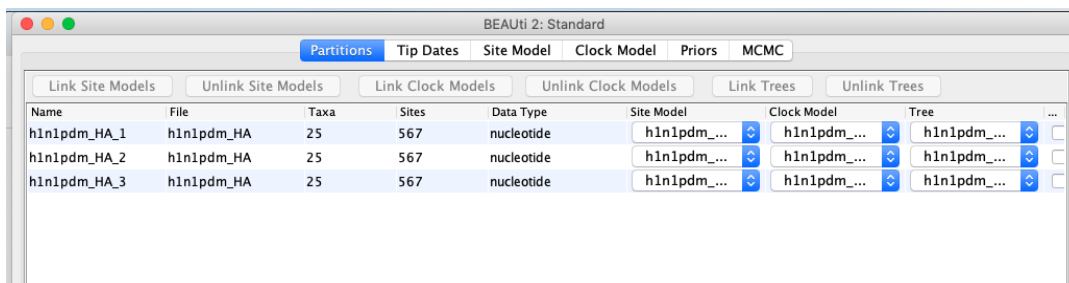 BEAUti 2: Standard
Partitions Tip Dates Site Model Clock Model Priors MCMC
Link Site Models Unlink Site Models Link Clock Models Unlink Clock Models Link Trees Unlink Trees
Name File Taxa Sites Data Type Site Model Clock Model Tree ...
h1n1pdm_HA_1 h1n1pdm_HA 25 567 nucleotide h1n1pdm_... h1n1pdm_... h1n1pdm_...
h1n1pdm_HA_2 h1n1pdm_HA 25 567 nucleotide h1n1pdm_... h1n1pdm_... h1n1pdm_...
h1n1pdm_HA_3 h1n1pdm_HA 25 567 nucleotide h1n1pdm_... h1n1pdm_... h1n1pdm_...